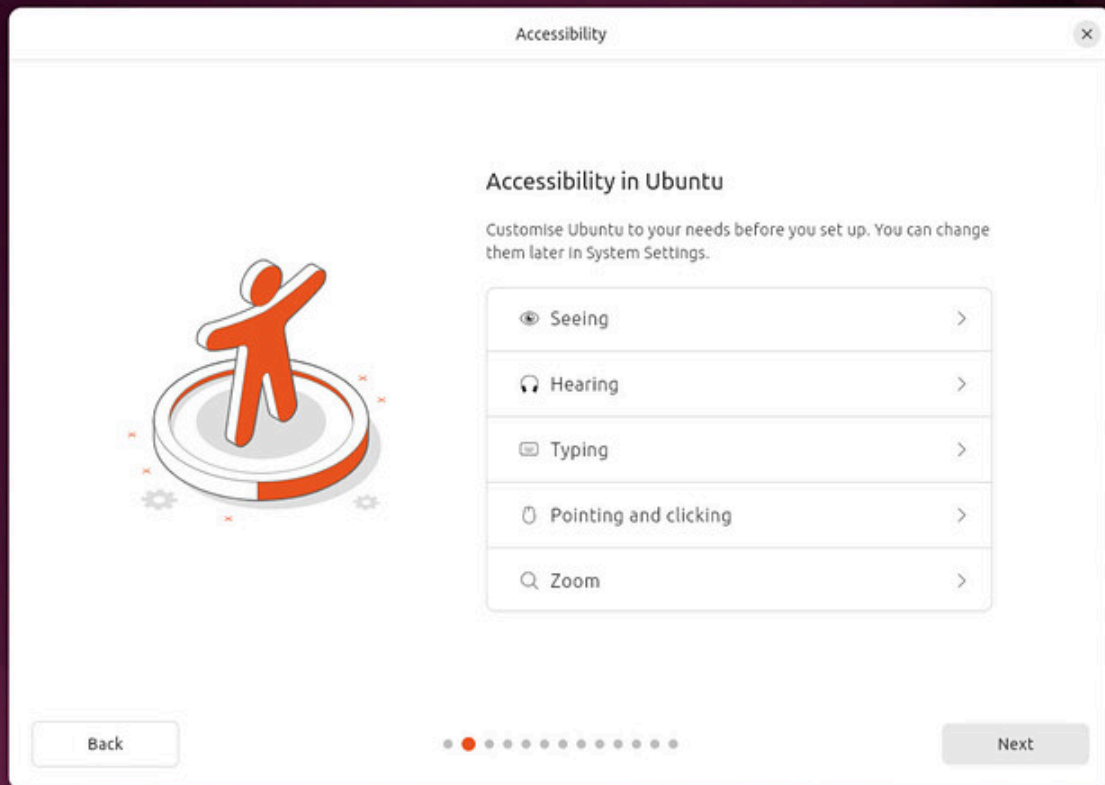 Accessibility
Accessibility in Ubuntu
Customise Ubuntu to your needs before you set up. You can change
them later in System Settings.
Seeing
Hearing
Typing
Pointing and clicking
Zoom
Back
Next